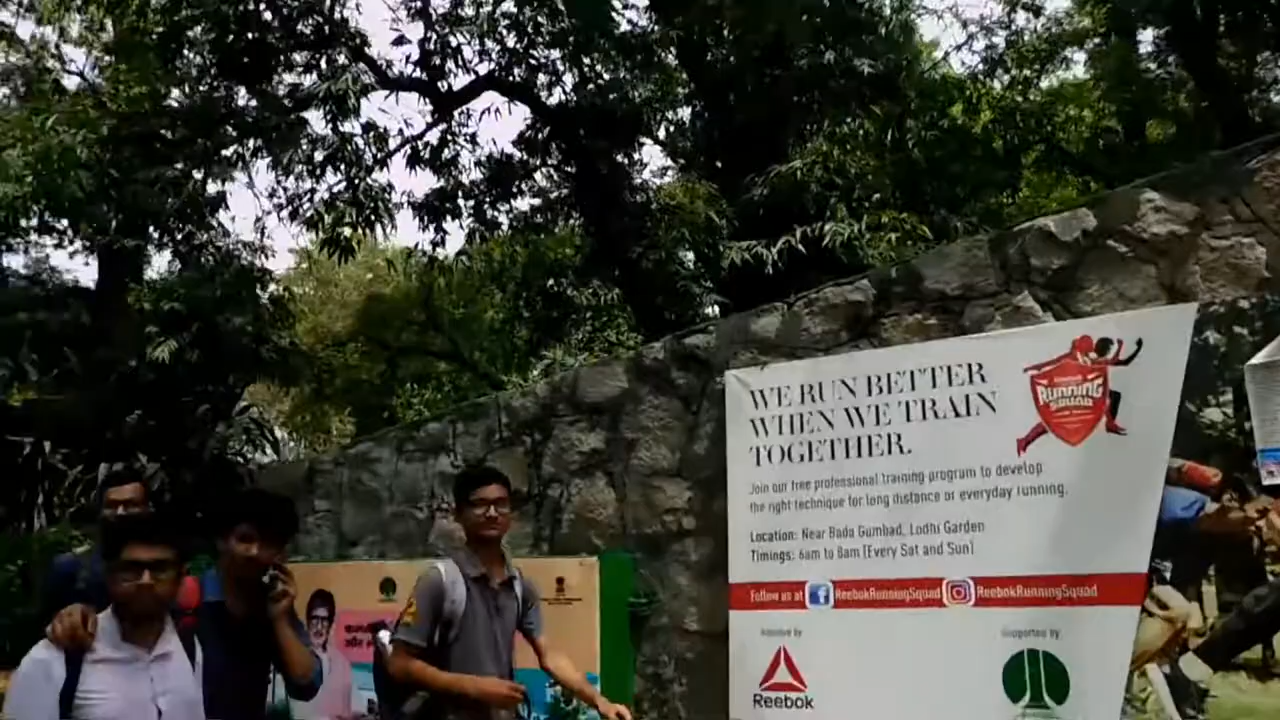 WE RUN BETTER
WHEN WE TRAIN
TOGETHER.
RUNNING
SQUAD
Join our free professional training program to develop
the right technique for long distance or everyday running.
Location: Near Bada Gumbad, Lodhi Garden
Timings: 6am to 8am [Every Sat and Sun]
Follow us at ReebokRunningSquad ReebokRunningSquad
Supported by
Reebok